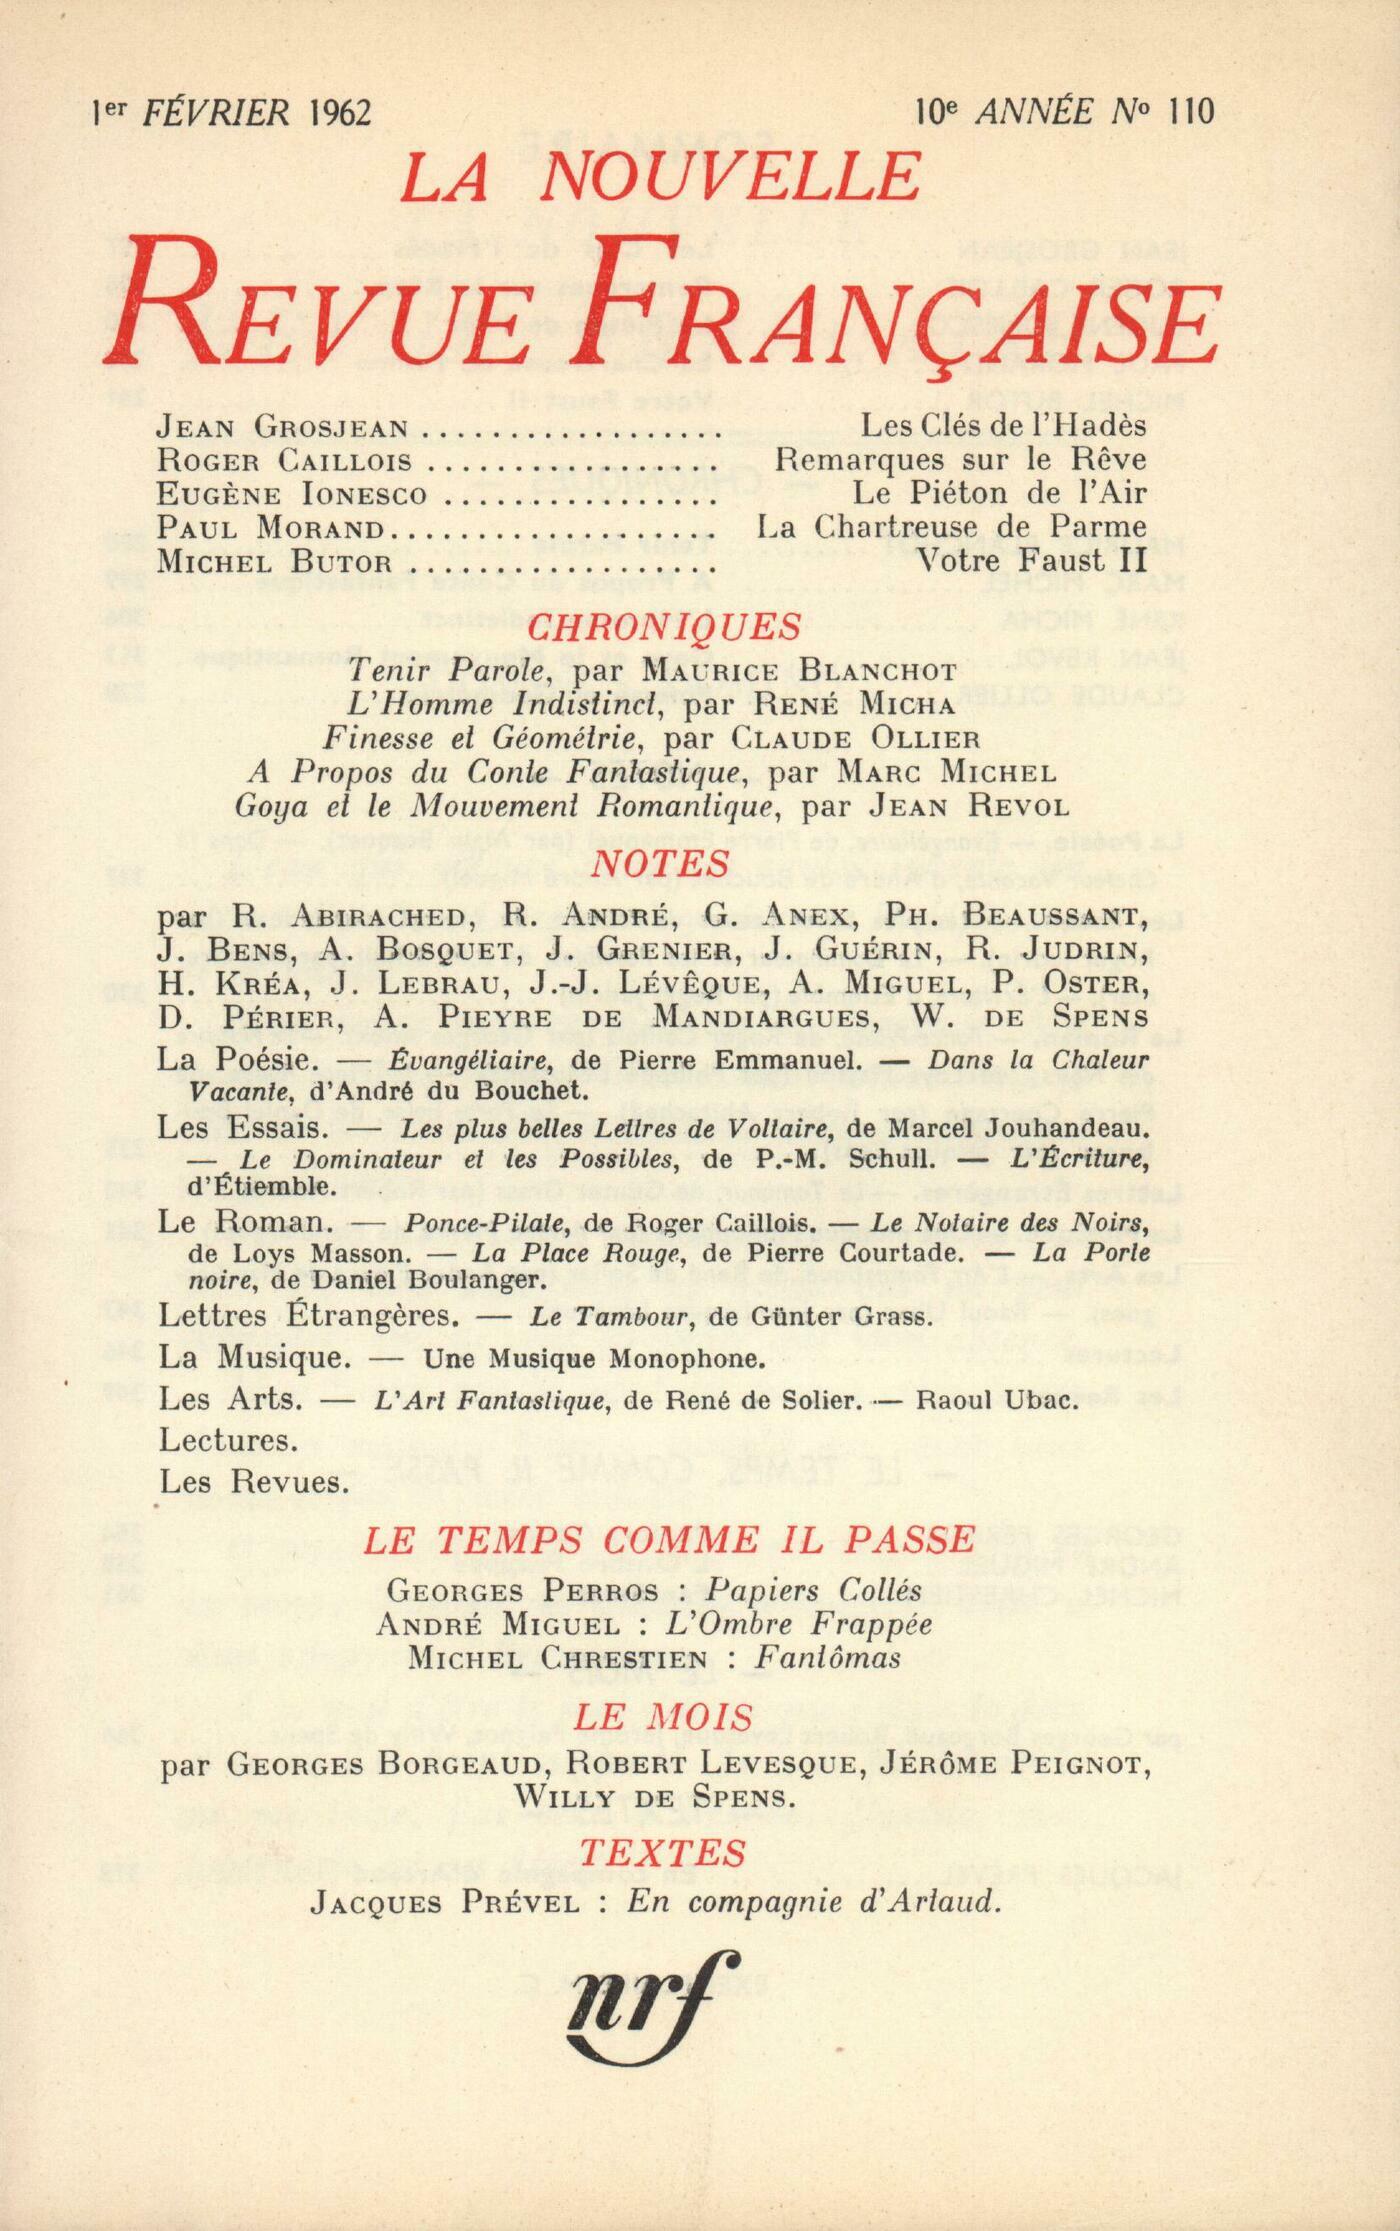 1er FÉVRIER 1962 10e ANNÉE No 110
LA NOUVELLE
REVUE FRANÇAISE
JEAN GROSJEAN .................. Les Clés de l'Hadès
ROGER CAILLOIS ................. Remarques sur le Rêve
EUGÈNE IONESCO ................ Le Piéton de l'Air
PAUL MORAND................... La Chartreuse de Parme
MICHEL BUTOR .................. Votre Faust II
CHRONIQUES
Tenir Parole, par MAURICE BLANCHOT
L'Homme Indistinct, par RENÉ MICHA
Finesse et Géométrie, par CLAUDE OLLIER
A Propos du Conte Fantastique, par MARC MICHEL
Goya et le Mouvement Romantique, par JEAN REVOL
NOTES
par R. ABIRACHED, R. ANDRÉ, G. ANEX, PH. BEAUSSANT,
J. BENS, A. BOSQUET, J. GRENIER, J. GUÉRIN, R. JUDRIN,
H. KRÉA, J. LEBRAU, J.-J. LÉVÊQUE, A. MIGUEL, P. OSTER,
D. PÉRIER, A. PIEYRE DE MANDIARGUES, W. DE SPENS
La Poésie. — Évangéliaire, de Pierre Emmanuel. — Dans la Chaleur
Vacante, d'André du Bouchet.
Les Essais. — Les plus belles Lettres de Voltaire, de Marcel Jouhandeau.
— Le Dominateur et les Possibles, de P.-M. Schull. — L'Écriture,
d'Étiemble.
Le Roman. — Ponce-Pilate, de Roger Caillois. — Le Notaire des Noirs,
de Loys Masson. — La Place Rouge, de Pierre Courtade. — La Porte
noire, de Daniel Boulanger.
Lettres Étrangères. — Le Tambour, de Günter Grass.
La Musique. — Une Musique Monophone.
Les Arts. — L'Art Fantastique, de René de Solier. — Raoul Ubac.
Lectures.
Les Revues.
LE TEMPS COMME IL PASSE
GEORGES PERROS : Papiers Collés
ANDRÉ MIGUEL : L'Ombre Frappée
MICHEL CHRESTIEN : Fantômas
LE MOIS
par GEORGES BORGEAUD, ROBERT LEVESQUE, JÉRÔME PEIGNOT,
WILLY DE SPENS.
TEXTES
JACQUES PRÉVEL : En compagnie d'Artaud.
nrf